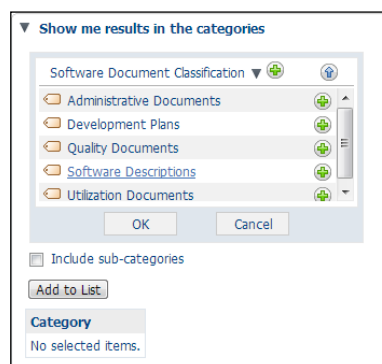 Show me results in the categories
Software Document Classification
Administrative Documents
Development Plans
Quality Documents
Software Descriptions
Utilization Documents
OK Cancel
Include sub-categories
Add to List
Category
No selected items.